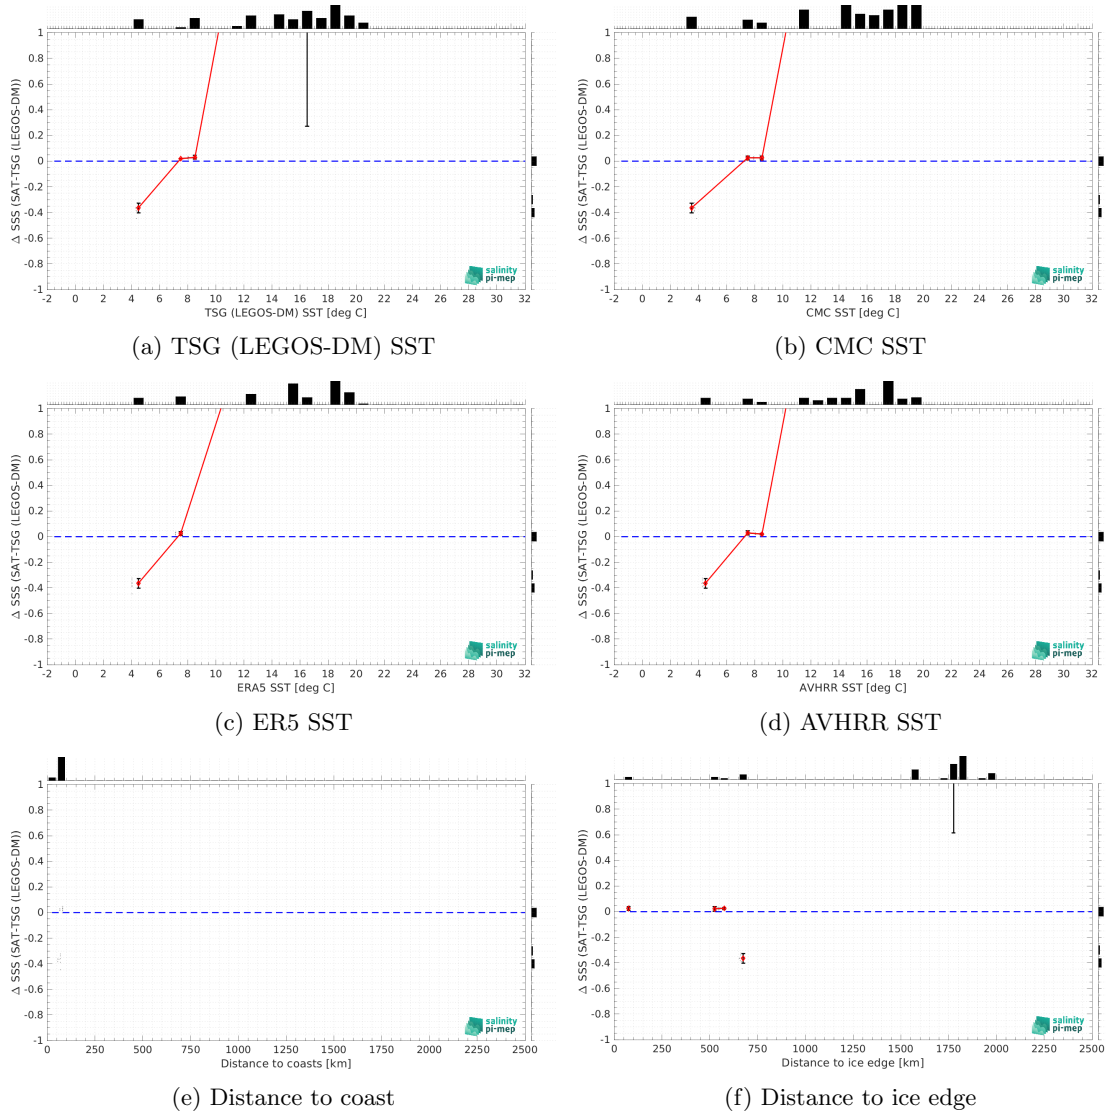 Δ SSS (SAT-TSG (LEGOS-DM))
1
0.8
0.6
0.4
0.2
0
-0.2
-0.4
-0.6
-0.8
-1
-2 0 2 4 6 8 10 12 14 16 18 20 22 24 26 28 30 32
TSG (LEGOS-DM) SST [deg C]
salinity
pi-mep
(a) TSG (LEGOS-DM) SST
Δ SSS (SAT-TSG (LEGOS-DM))
1
0.8
0.6
0.4
0.2
0
-0.2
-0.4
-0.6
-0.8
-1
-2 0 2 4 6 8 10 12 14 16 18 20 22 24 26 28 30 32
CMC SST [deg C]
salinity
pi-mep
(b) CMC SST
Δ SSS (SAT-TSG (LEGOS-DM))
1
0.8
0.6
0.4
0.2
0
-0.2
-0.4
-0.6
-0.8
-1
-2 0 2 4 6 8 10 12 14 16 18 20 22 24 26 28 30 32
ERA5 SST [deg C]
salinity
pi-mep
(c) ER5 SST
Δ SSS (SAT-TSG (LEGOS-DM))
1
0.8
0.6
0.4
0.2
0
-0.2
-0.4
-0.6
-0.8
-1
-2 0 2 4 6 8 10 12 14 16 18 20 22 24 26 28 30 32
AVHRR SST [deg C]
salinity
pi-mep
(d) AVHRR SST
Δ SSS (SAT-TSG (LEGOS-DM))
1
0.8
0.6
0.4
0.2
0
-0.2
-0.4
-0.6
-0.8
-1
0 250 500 750 1000 1250 1500 1750 2000 2250 2500
Distance to coasts [km]
salinity
pi-mep
(e) Distance to coast
Δ SSS (SAT-TSG (LEGOS-DM))
1
0.8
0.6
0.4
0.2
0
-0.2
-0.4
-0.6
-0.8
-1
0 250 500 750 1000 1250 1500 1750 2000 2250 2500
Distance to ice edge [km]
salinity
pi-mep
(f) Distance to ice edge